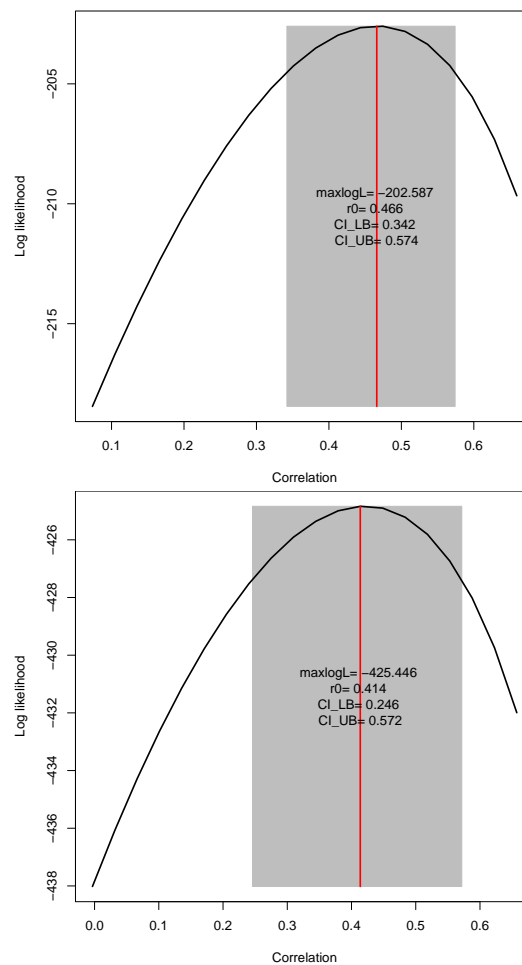 −205
−210
−215
Log likelihood
maxlogL= −202.587
r0= 0.466
CI_LB= 0.342
CI_UB= 0.574
0.1 0.2 0.3 0.4 0.5 0.6
Correlation
−426
−428
−430
−432
−434
−436
−438
Log likelihood
maxlogL= −425.446
r0= 0.414
CI_LB= 0.246
CI_UB= 0.572
0.0 0.1 0.2 0.3 0.4 0.5 0.6
Correlation